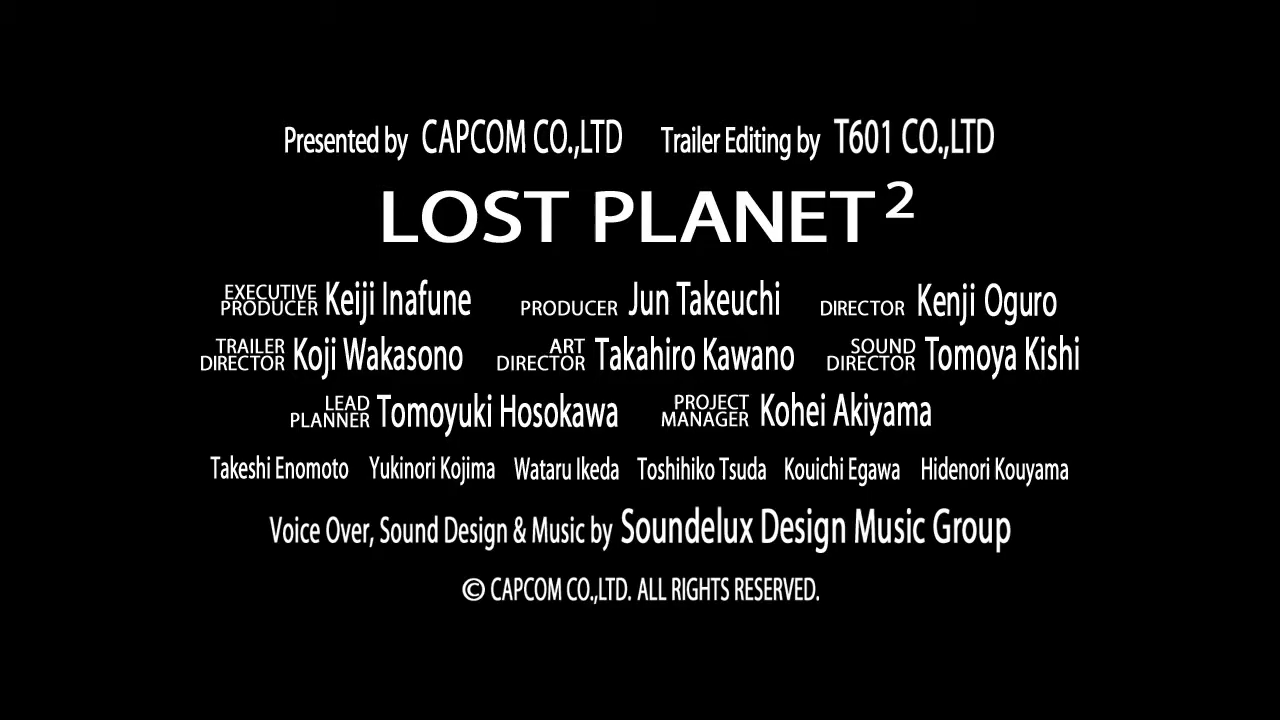 Presented by CAPCOM CO.,LTD Trailer Editing by T601 CO.,LTD
LOST PLANET²
EXECUTIVE PRODUCER Keiji Inafune PRODUCER Jun Takeuchi DIRECTOR Kenji Oguro
TRAILER DIRECTOR Koji Wakasono ART DIRECTOR Takahiro Kawano SOUND DIRECTOR Tomoya Kishi
LEAD PLANNER Tomoyuki Hosokawa PROJECT MANAGER Kohei Akiyama
Takeshi Enomoto Yukinori Kojima Wataru Ikeda Toshihiko Tsuda Kouichi Egawa Hidenori Kouyama
Voice Over, Sound Design & Music by Soundelux Design Music Group
© CAPCOM CO.,LTD. ALL RIGHTS RESERVED.